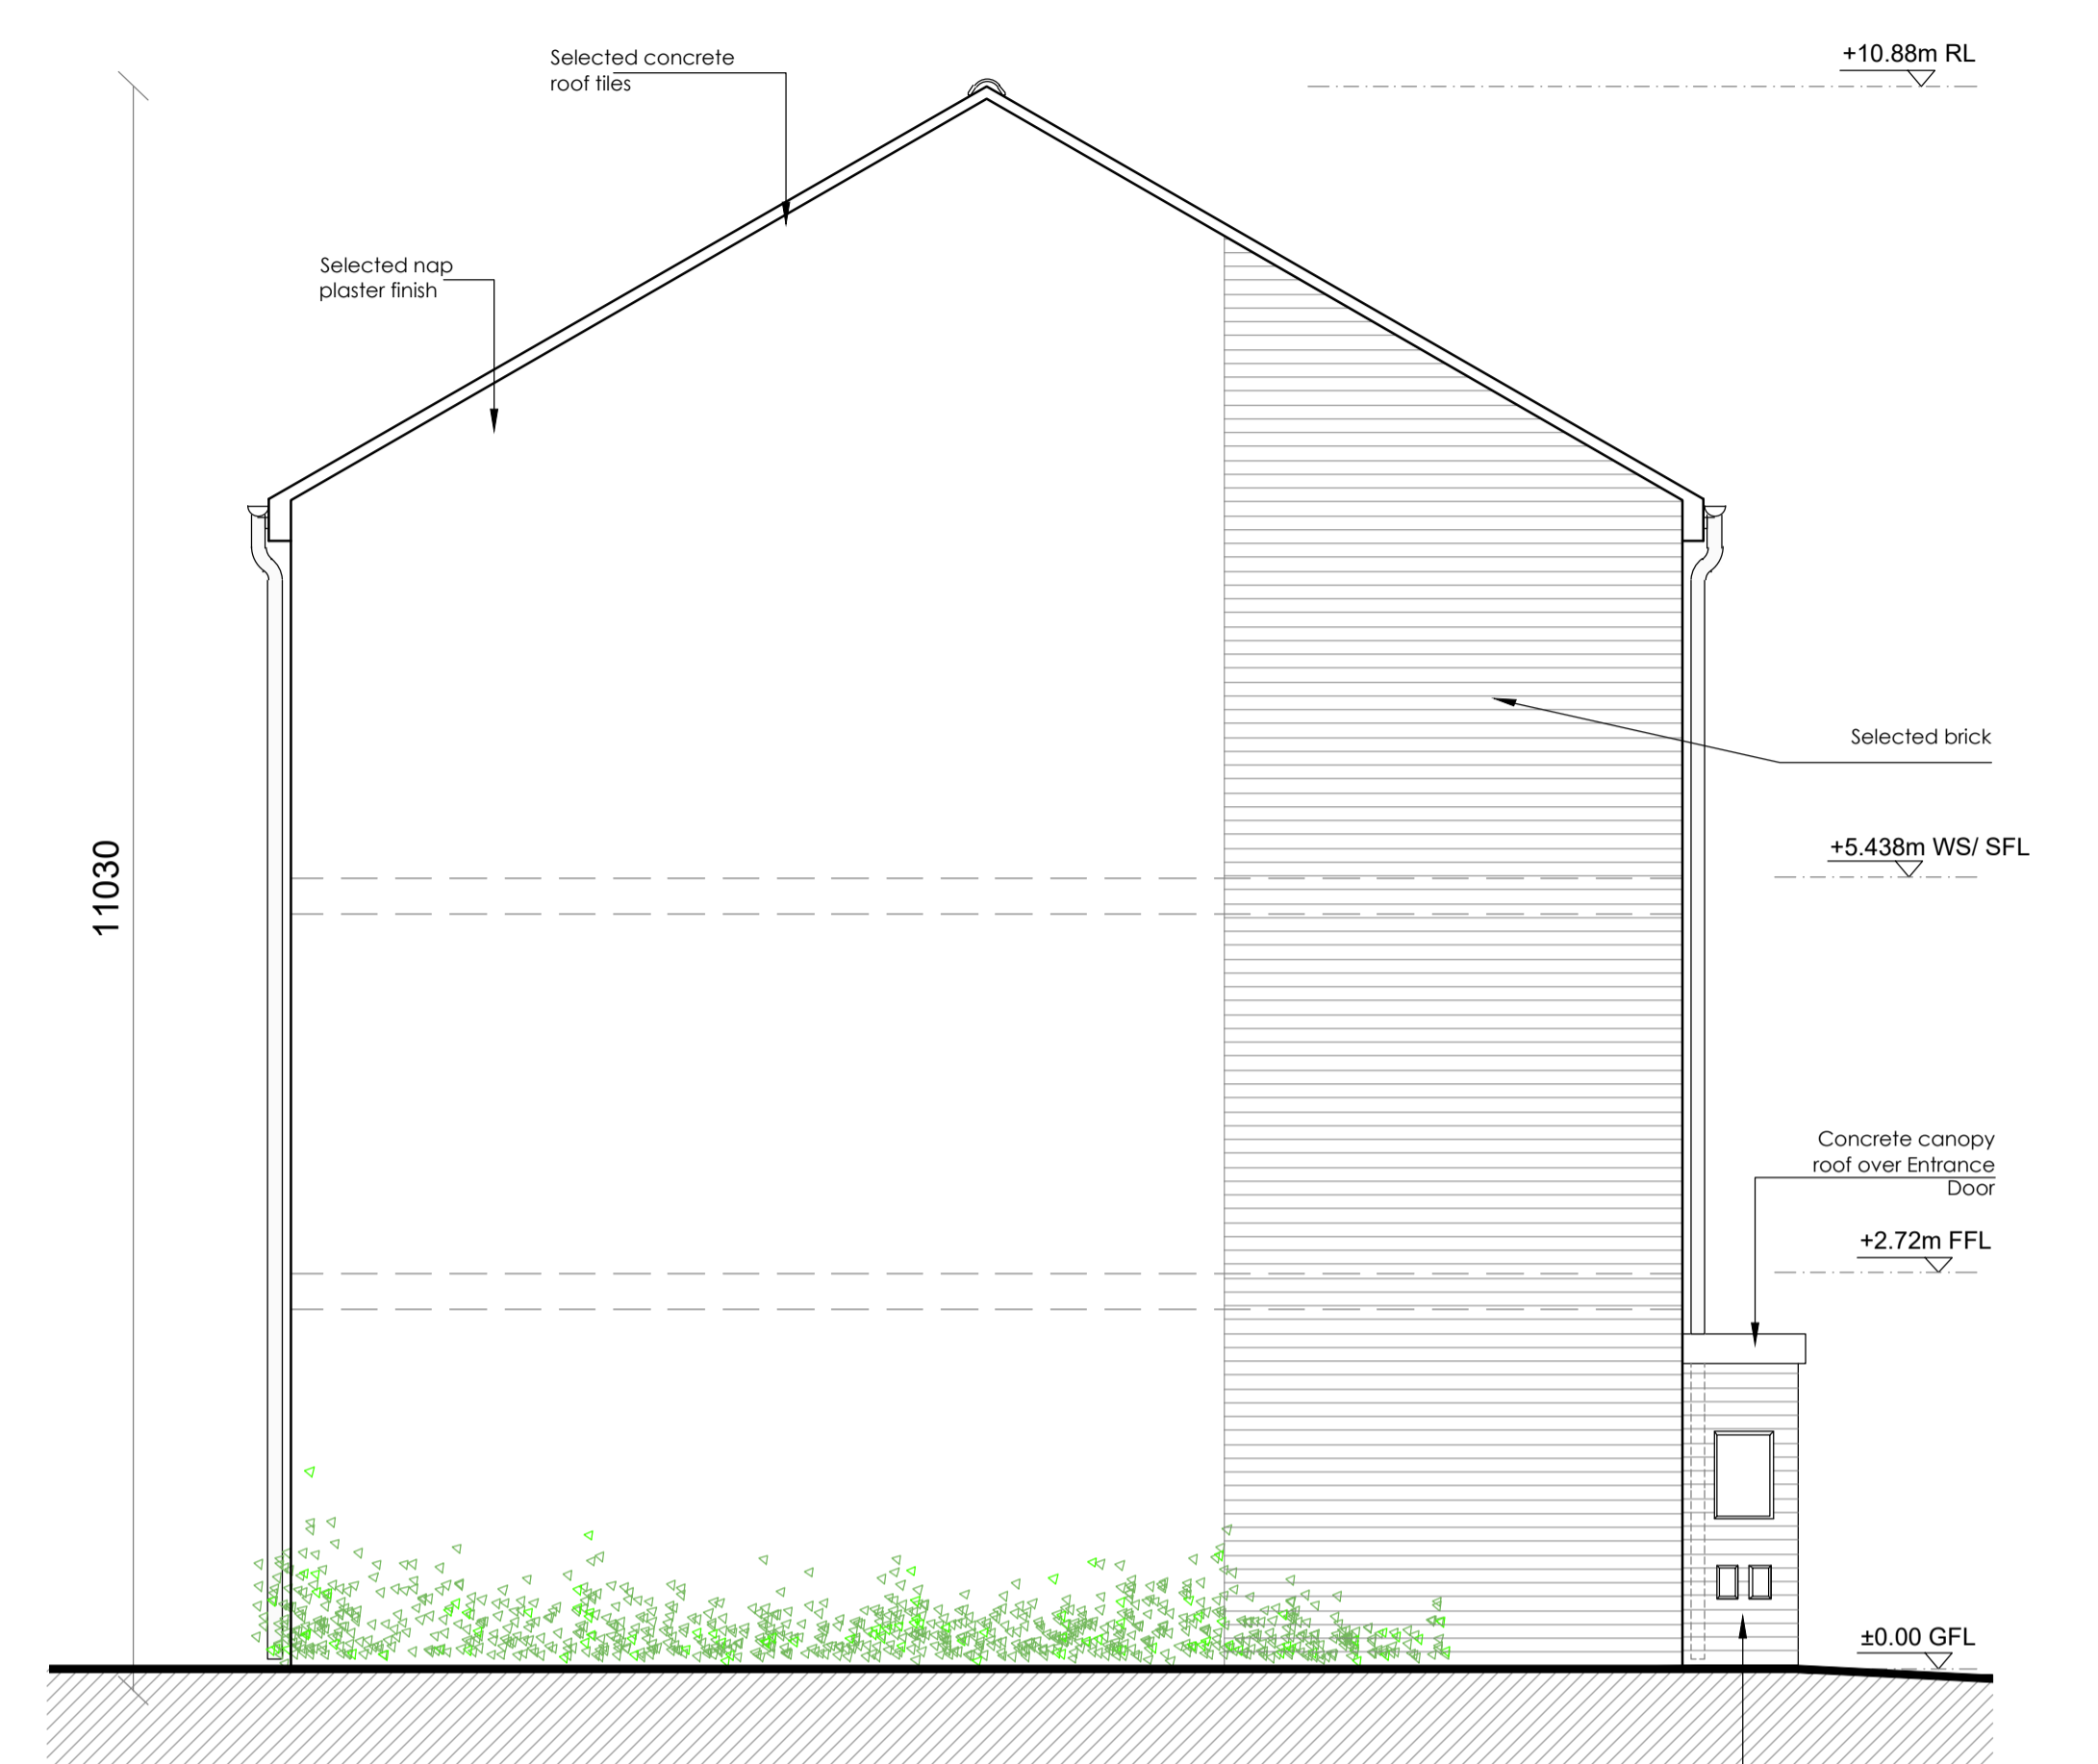 +10.88m RL
Selected concrete
roof tiles
Selected nap
plaster finish
Selected brick
11030
+5.438m WS/ SFL
Concrete canopy
roof over Entrance
Door
+2.72m FFL
±0.00 GFL